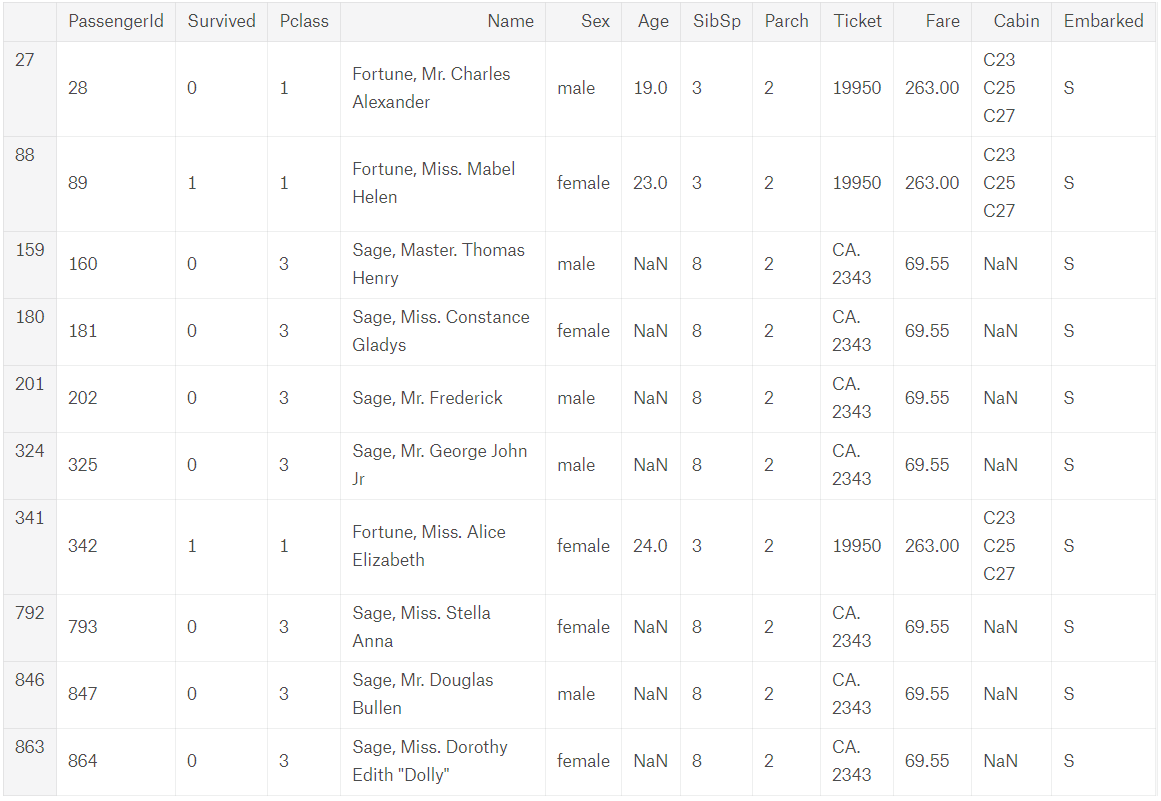 PassengerId Survived Pclass Name Sex Age SibSp Parch Ticket Fare Cabin Embarked
27 28 0 1 Fortune, Mr. Charles Alexander male 19.0 3 2 19950 263.00 C23 C25 C27 S
88 89 1 1 Fortune, Miss. Mabel Helen female 23.0 3 2 19950 263.00 C23 C25 C27 S
159 160 0 3 Sage, Master. Thomas Henry male NaN 8 2 CA. 2343 69.55 NaN S
180 181 0 3 Sage, Miss. Constance Gladys female NaN 8 2 CA. 2343 69.55 NaN S
201 202 0 3 Sage, Mr. Frederick male NaN 8 2 CA. 2343 69.55 NaN S
324 325 0 3 Sage, Mr. George John Jr male NaN 8 2 CA. 2343 69.55 NaN S
341 342 1 1 Fortune, Miss. Alice Elizabeth female 24.0 3 2 19950 263.00 C23 C25 C27 S
792 793 0 3 Sage, Miss. Stella Anna female NaN 8 2 CA. 2343 69.55 NaN S
846 847 0 3 Sage, Mr. Douglas Bullen male NaN 8 2 CA. 2343 69.55 NaN S
863 864 0 3 Sage, Miss. Dorothy Edith "Dolly" female NaN 8 2 CA. 2343 69.55 NaN S